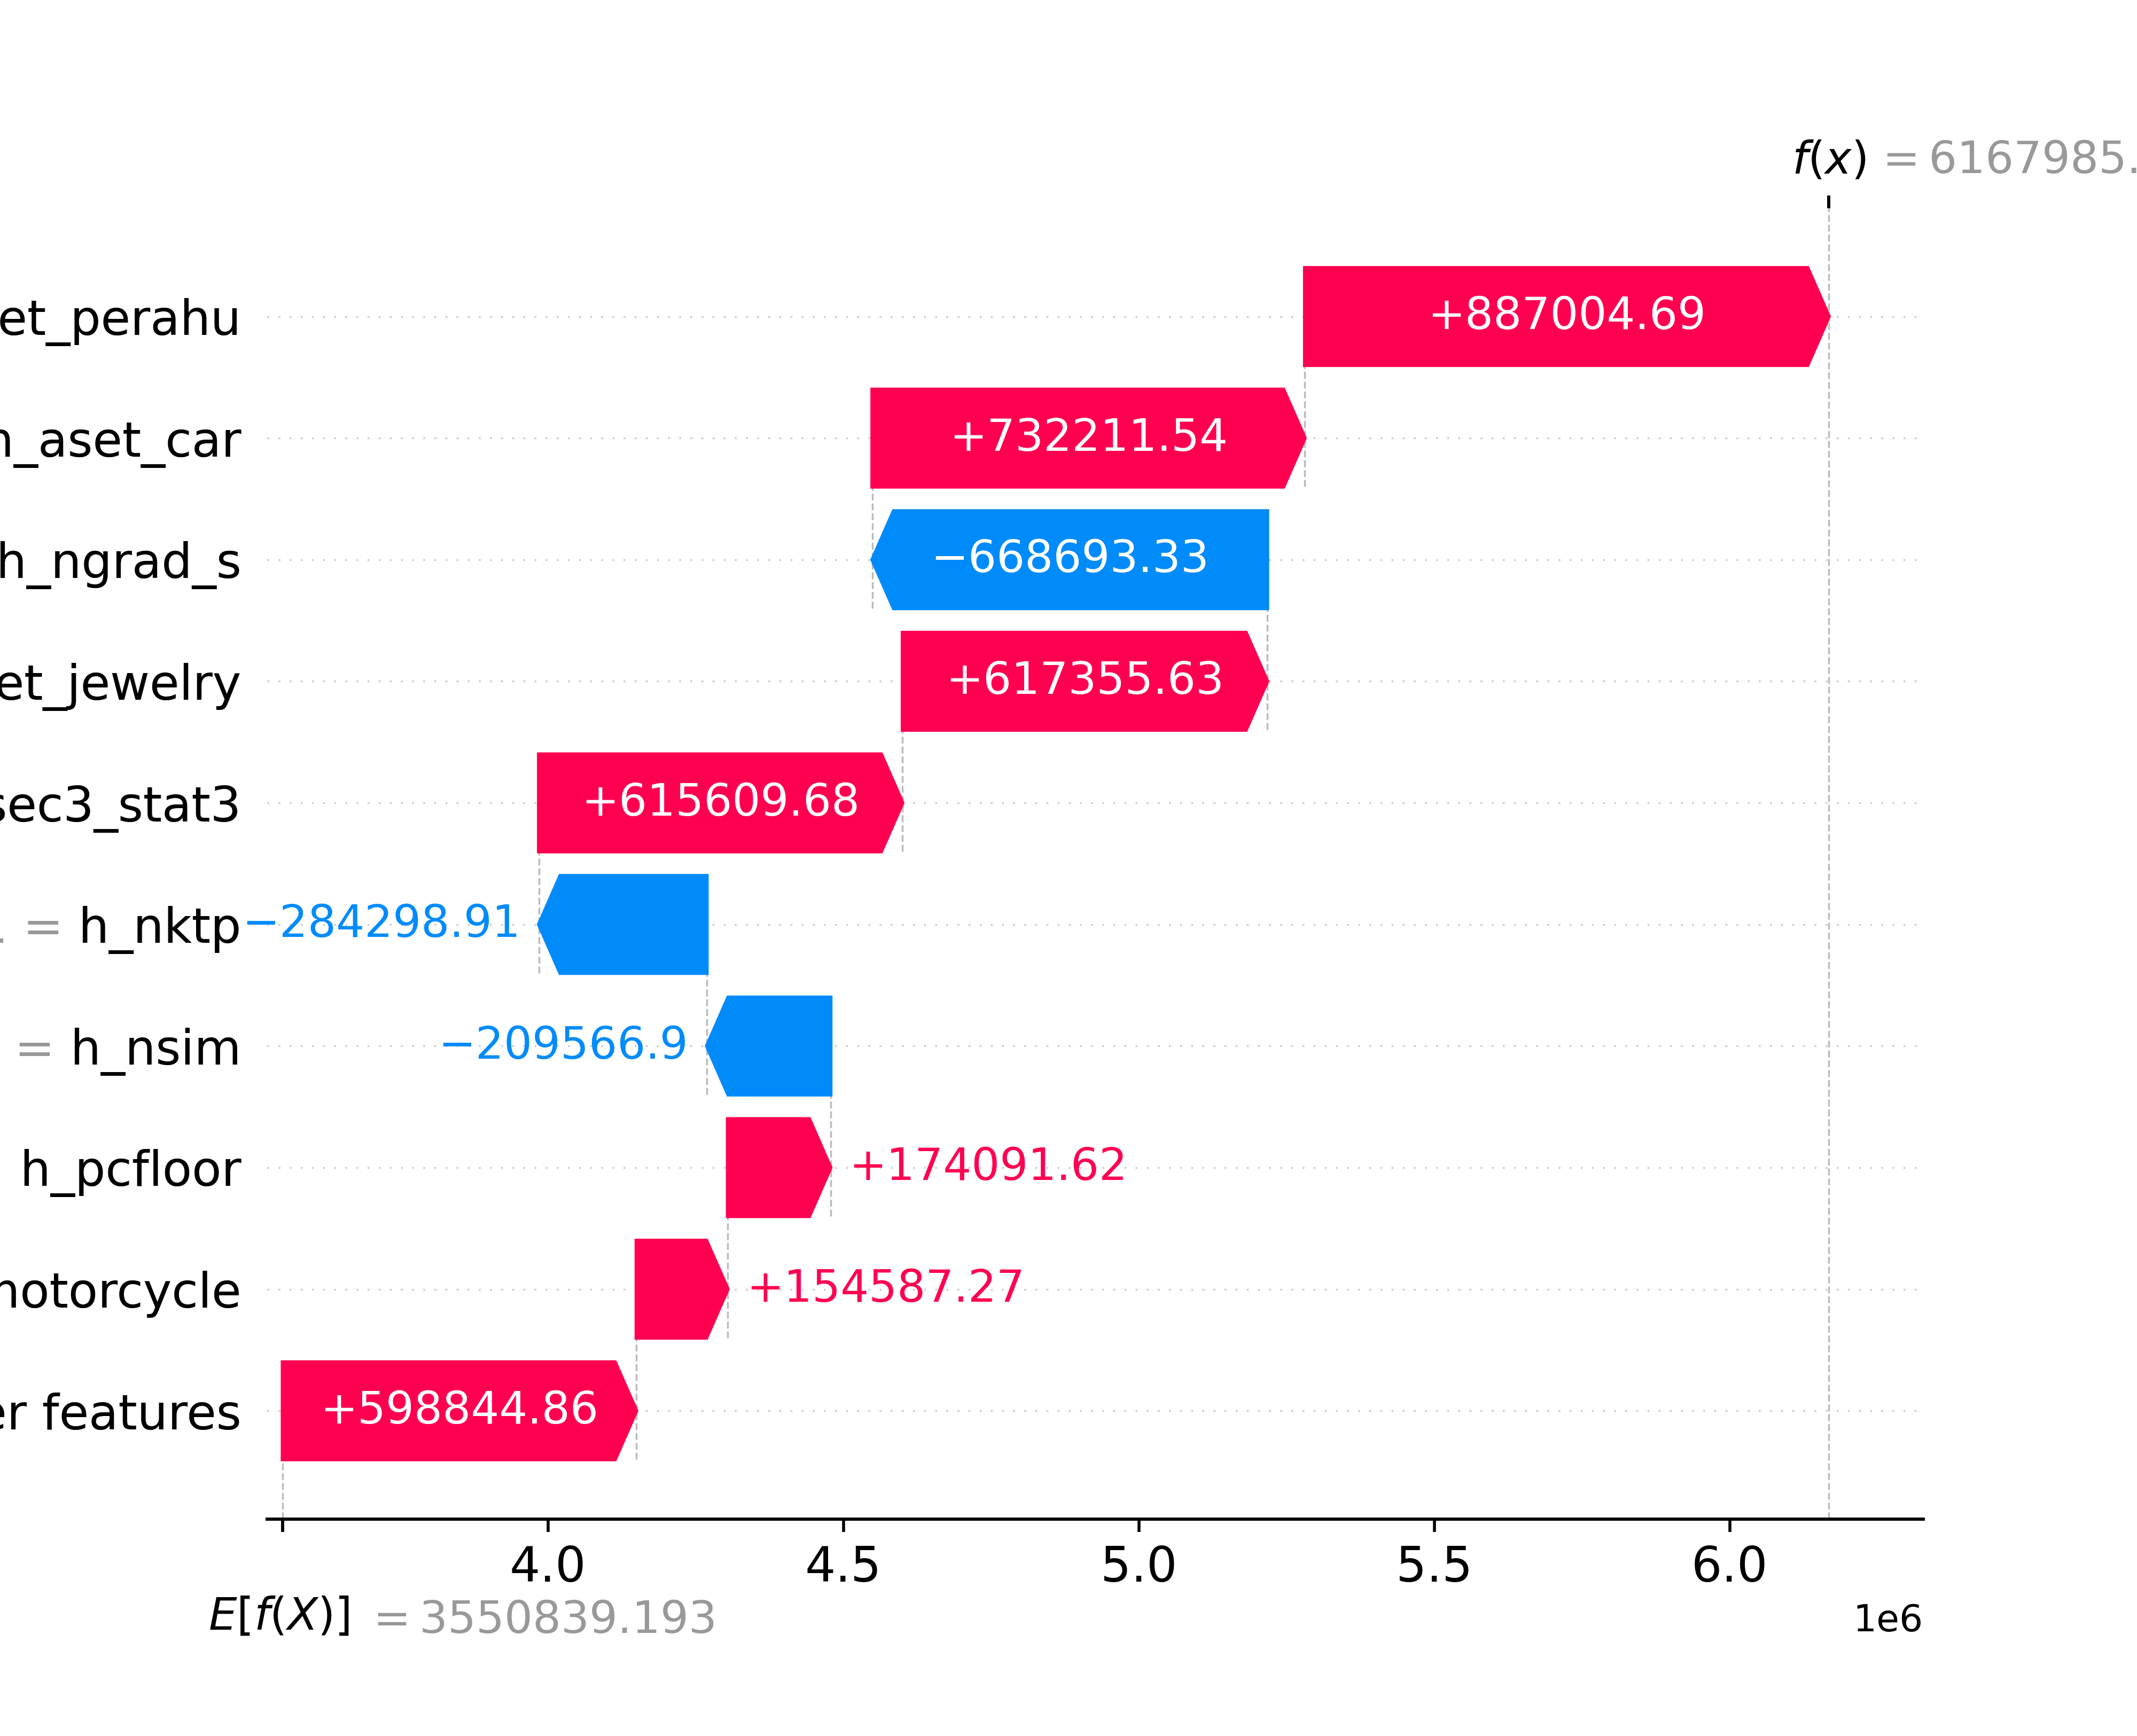 f(x) = 6167985.
et_perahu +887004.69
_aset_car +732211.54
h_ngrad_s −668693.33
et_jewelry +617355.63
sec3_stat3 +615609.68
= h_nktp −284298.91
= h_nsim −209566.9
h_pcfloor +174091.62
motorcycle +154587.27
er features +598844.86
4.0 4.5 5.0 5.5 6.0
E[f(X)] = 3550839.193
1e6